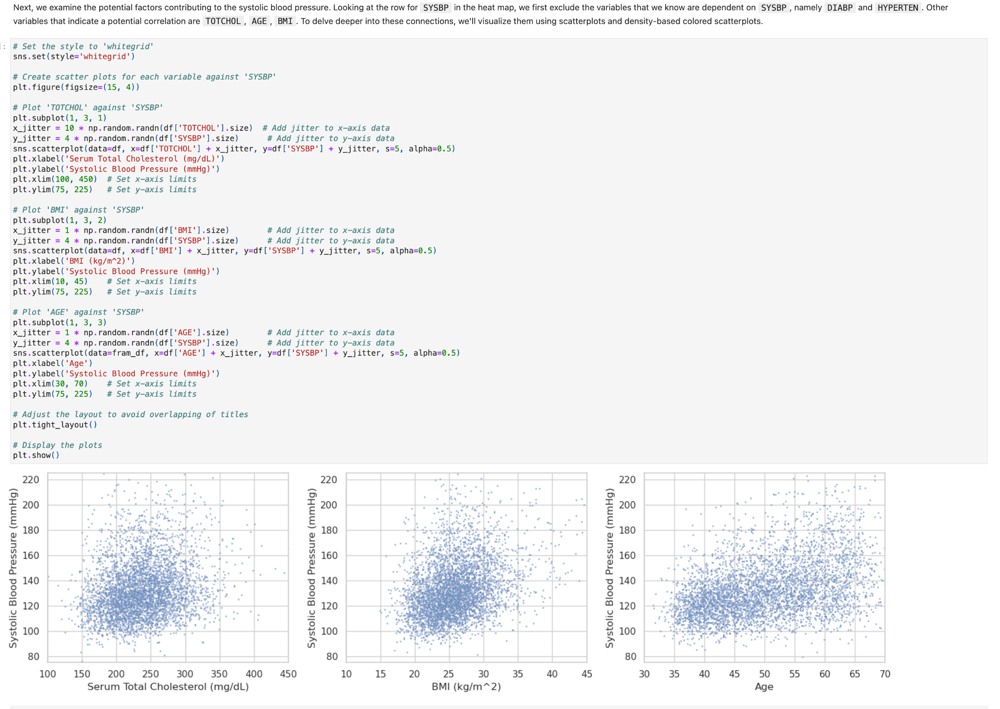 Next, we examine the potential factors contributing to the systolic blood pressure. Looking at the row for SYSBP in the heat map, we first exclude the variables that we know are dependent on SYSBP , namely DIABP and HYPERTEN . Other
variables that indicate a potential correlation are TOTCHOL , AGE , BMI . To delve deeper into these connections, we'll visualize them using scatterplots and density-based colored scatterplots.
]:
# Set the style to 'whitegrid'
sns.set(style='whitegrid')
# Create scatter plots for each variable against 'SYSBP'
plt.figure(figsize=(15, 4))
# Plot 'TOTCHOL' against 'SYSBP'
plt.subplot(1, 3, 1)
x_jitter = 10 * np.random.randn(df['TOTCHOL'].size)  # Add jitter to x-axis data
y_jitter = 4 * np.random.randn(df['SYSBP'].size)      # Add jitter to y-axis data
sns.scatterplot(data=df, x=df['TOTCHOL'] + x_jitter, y=df['SYSBP'] + y_jitter, s=5, alpha=0.5)
plt.xlabel('Serum Total Cholesterol (mg/dL)')
plt.ylabel('Systolic Blood Pressure (mmHg)')
plt.xlim(100, 450)  # Set x-axis limits
plt.ylim(75, 225)   # Set y-axis limits
# Plot 'BMI' against 'SYSBP'
plt.subplot(1, 3, 2)
x_jitter = 1 * np.random.randn(df['BMI'].size)        # Add jitter to x-axis data
y_jitter = 4 * np.random.randn(df['SYSBP'].size)      # Add jitter to y-axis data
sns.scatterplot(data=df, x=df['BMI'] + x_jitter, y=df['SYSBP'] + y_jitter, s=5, alpha=0.5)
plt.xlabel('BMI (kg/m^2)')
plt.ylabel('Systolic Blood Pressure (mmHg)')
plt.xlim(10, 45)    # Set x-axis limits
plt.ylim(75, 225)   # Set y-axis limits
# Plot 'AGE' against 'SYSBP'
plt.subplot(1, 3, 3)
x_jitter = 1 * np.random.randn(df['AGE'].size)        # Add jitter to x-axis data
y_jitter = 4 * np.random.randn(df['SYSBP'].size)      # Add jitter to y-axis data
sns.scatterplot(data=fram_df, x=df['AGE'] + x_jitter, y=df['SYSBP'] + y_jitter, s=5, alpha=0.5)
plt.xlabel('Age')
plt.ylabel('Systolic Blood Pressure (mmHg)')
plt.xlim(30, 70)    # Set x-axis limits
plt.ylim(75, 225)   # Set y-axis limits
# Adjust the layout to avoid overlapping of titles
plt.tight_layout()
# Display the plots
plt.show()
Systolic Blood Pressure (mmHg)
220
200
180
160
140
120
100
80
100 150 200 250 300 350 400 450
Serum Total Cholesterol (mg/dL)
Systolic Blood Pressure (mmHg)
220
200
180
160
140
120
100
80
10 15 20 25 30 35 40 45
BMI (kg/m^2)
Systolic Blood Pressure (mmHg)
220
200
180
160
140
120
100
80
30 35 40 45 50 55 60 65 70
Age